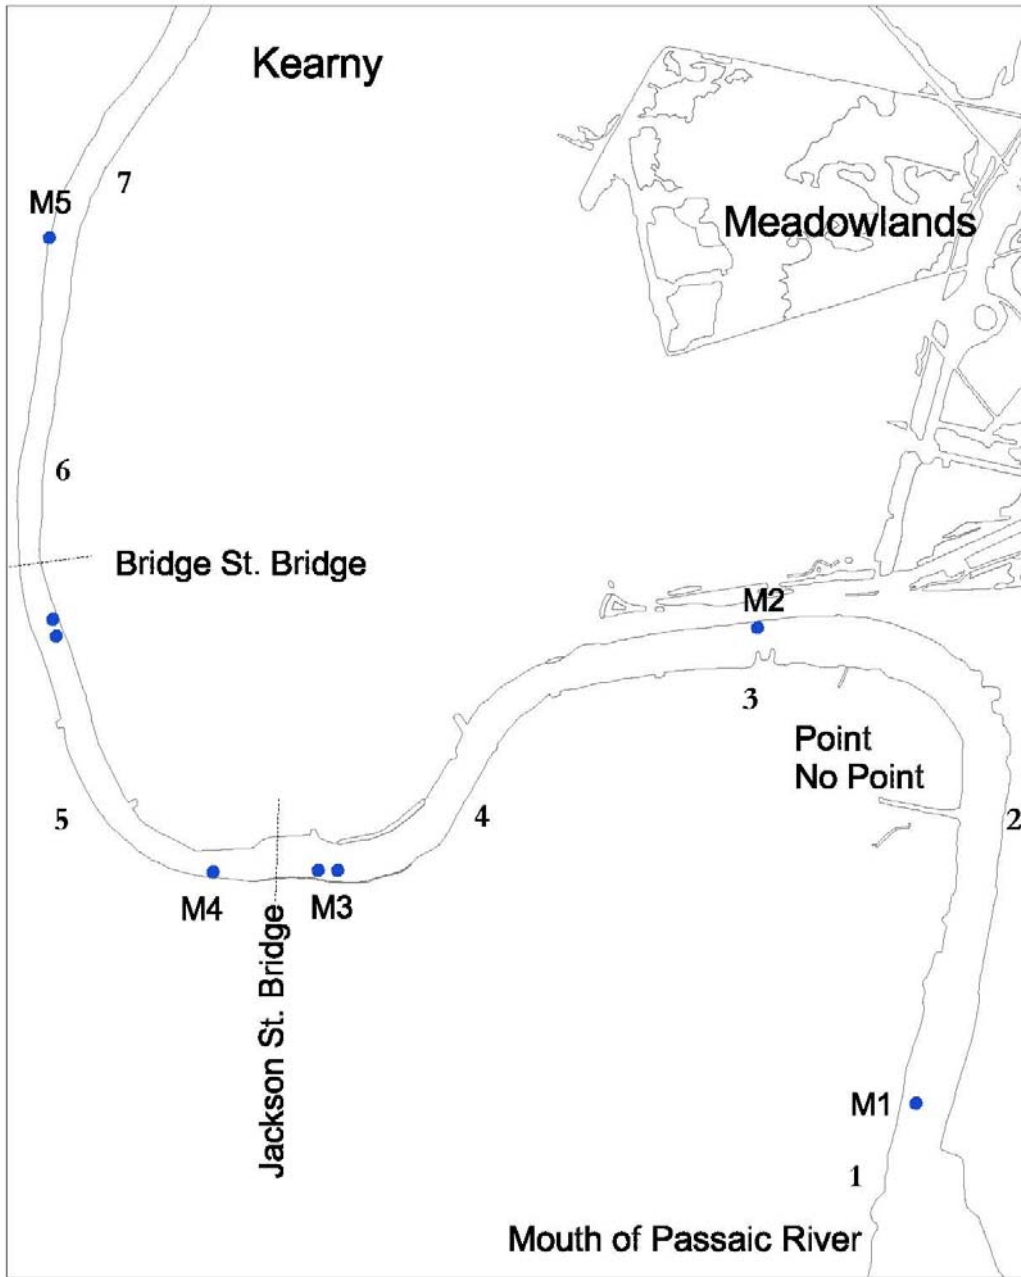 Kearny
7
M5
Meadowlands
6
Bridge St. Bridge
M2
3
Point
No Point
5
4
2
M4
M3
Jackson St. Bridge
M1
1
Mouth of Passaic River